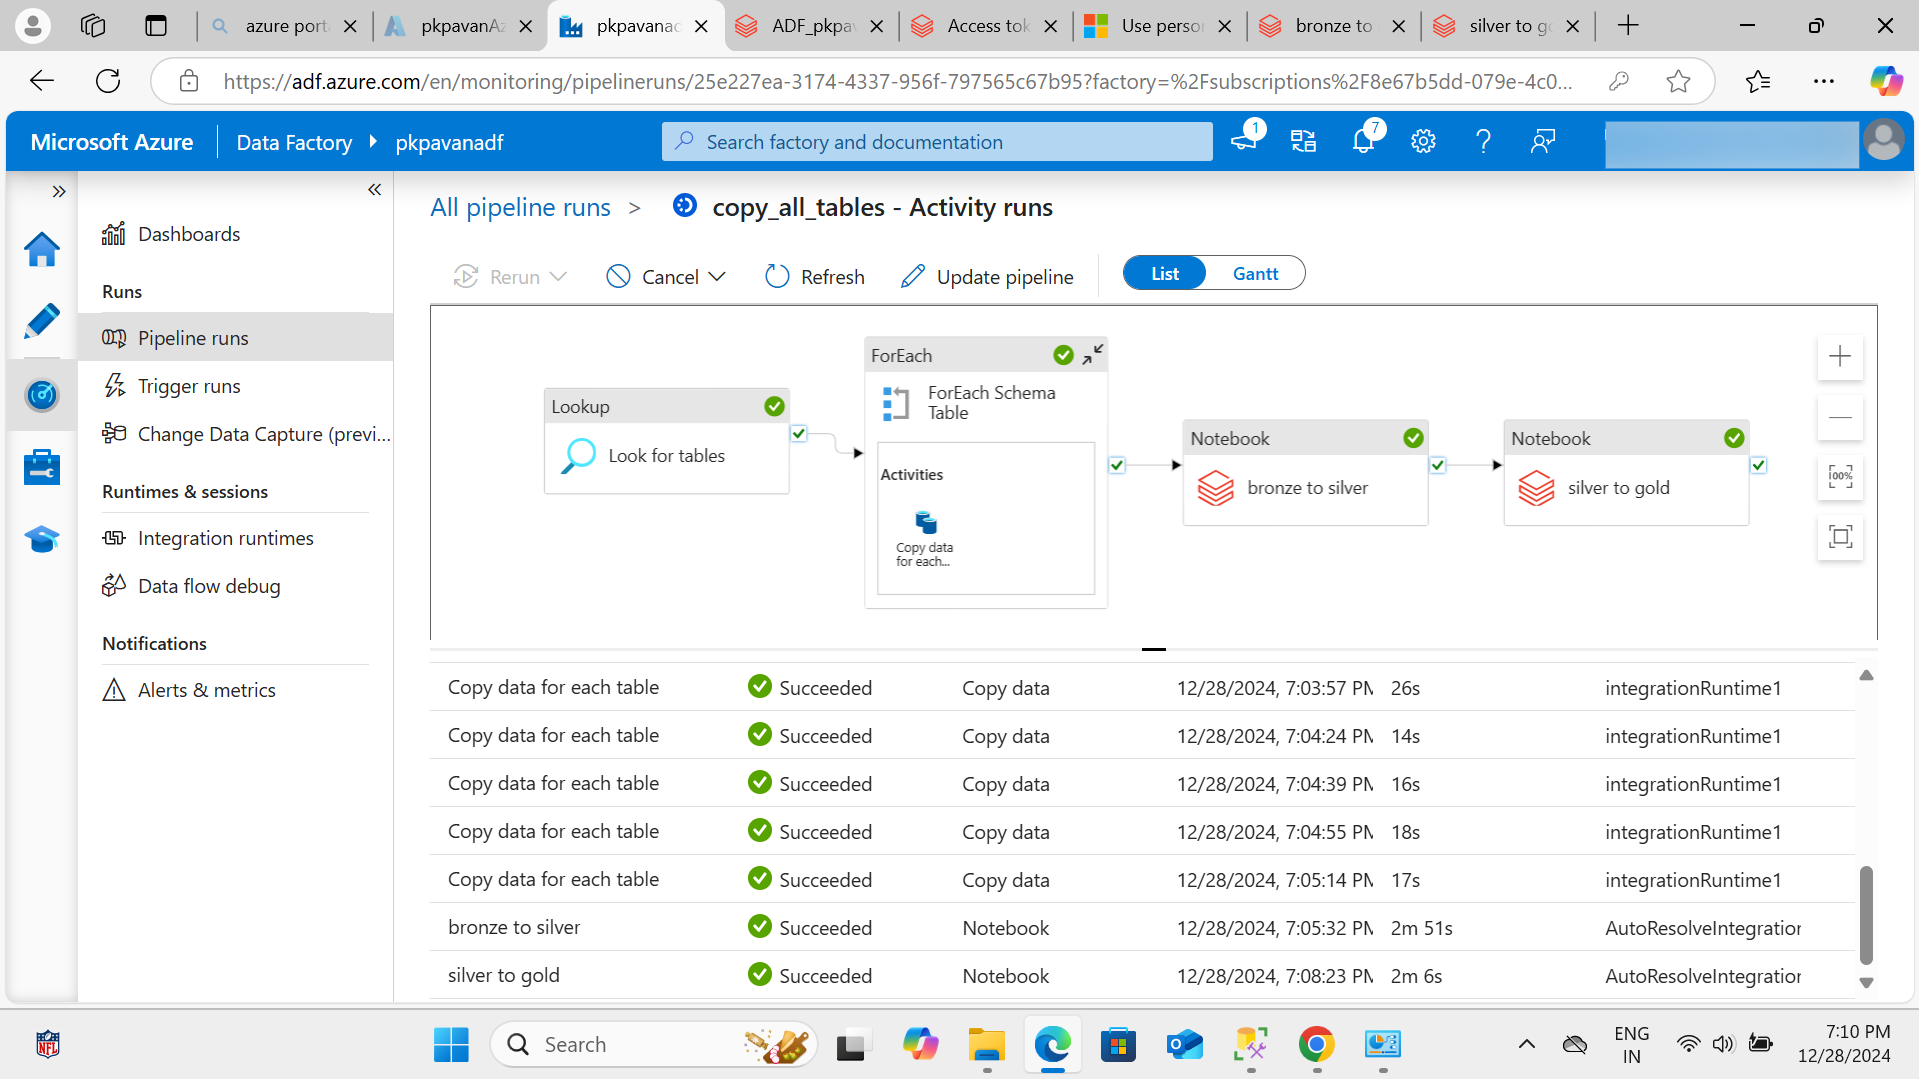 azure port
pkpavanAz
pkpavanad
ADF_pkpav
Access tok
Use person
bronze to
silver to go
https://adf.azure.com/en/monitoring/pipelineruns/25e227ea-3174-4337-956f-797565c67b95?factory=%2Fsubscriptions%2F8e67b5dd-079e-4c0...
Microsoft Azure
Data Factory
pkpavanadf
Search factory and documentation
1
7
Dashboards
Runs
Pipeline runs
Trigger runs
Change Data Capture (previ...
Runtimes & sessions
Integration runtimes
Data flow debug
Notifications
Alerts & metrics
All pipeline runs > copy_all_tables - Activity runs
Rerun Cancel Refresh Update pipeline List Gantt
Lookup
Look for tables
ForEach
ForEach Schema
Table
Activities
Copy data
for each...
Notebook
bronze to silver
Notebook
silver to gold
100%
Copy data for each table Succeeded Copy data 12/28/2024, 7:03:57 PM 26s integrationRuntime1
Copy data for each table Succeeded Copy data 12/28/2024, 7:04:24 PM 14s integrationRuntime1
Copy data for each table Succeeded Copy data 12/28/2024, 7:04:39 PM 16s integrationRuntime1
Copy data for each table Succeeded Copy data 12/28/2024, 7:04:55 PM 18s integrationRuntime1
Copy data for each table Succeeded Copy data 12/28/2024, 7:05:14 PM 17s integrationRuntime1
bronze to silver Succeeded Notebook 12/28/2024, 7:05:32 PM 2m 51s AutoResolveIntegration
silver to gold Succeeded Notebook 12/28/2024, 7:08:23 PM 2m 6s AutoResolveIntegration
NFL
Search
ENG
IN
7:10 PM
12/28/2024